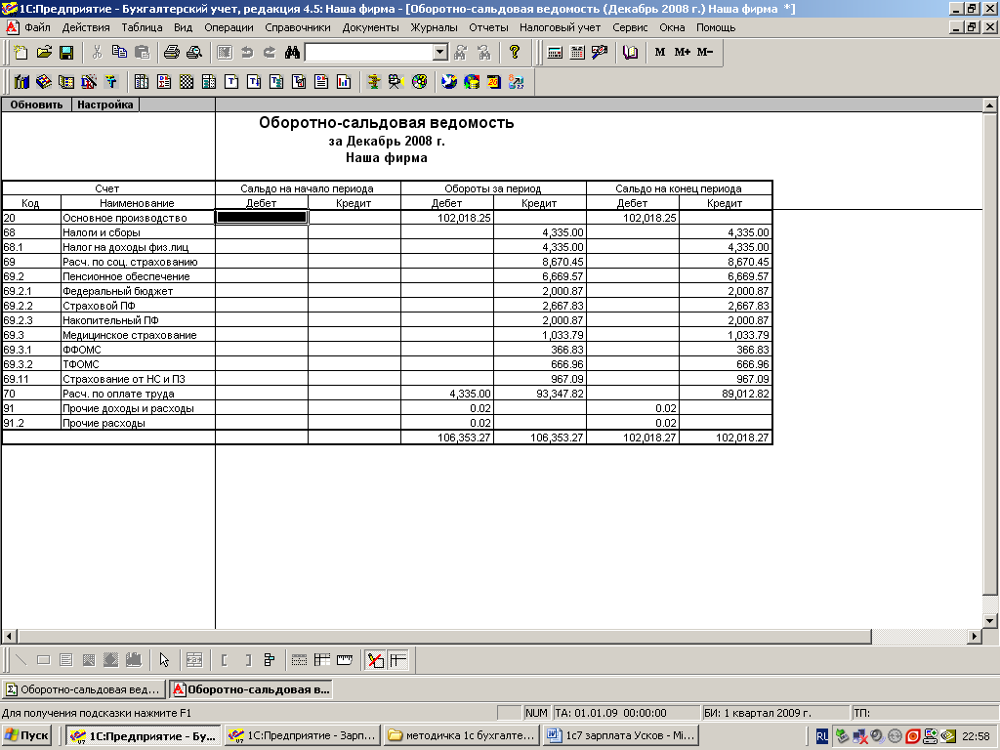 1С:Предприятие - Бухгалтерский учет, редакция 4.5: Наша фирма - [Оборотно-сальдовая ведомость (Декабрь 2008 г.) Наша фирма *]
Файл Действия Таблица Вид Операции Справочники Документы Журналы Отчеты Налоговый учет Сервис Окна Помощь
M M+ M−
Обновить Настройка
Оборотно-сальдовая ведомость
за Декабрь 2008 г.
Наша фирма
Счет Сальдо на начало периода Обороты за период Сальдо на конец периода
Код Наименование Дебет Кредит Дебет Кредит Дебет Кредит
20 Основное производство 102,018.25 102,018.25
68 Налоги и сборы 4,335.00 4,335.00
68.1 Налог на доходы физ.лиц 4,335.00 4,335.00
69 Расч. по соц. страхованию 8,670.45 8,670.45
69.2 Пенсионное обеспечение 6,669.57 6,669.57
69.2.1 Федеральный бюджет 2,000.87 2,000.87
69.2.2 Страховой ПФ 2,667.83 2,667.83
69.2.3 Накопительный ПФ 2,000.87 2,000.87
69.3 Медицинское страхование 1,033.79 1,033.79
69.3.1 ФФОМС 366.83 366.83
69.3.2 ТФОМС 666.96 666.96
69.11 Страхование от НС и ПЗ 967.09 967.09
70 Расч. по оплате труда 4,335.00 93,347.82 89,012.82
91 Прочие доходы и расходы 0.02 0.02
91.2 Прочие расходы 0.02 0.02
106,353.27 106,353.27 102,018.27 102,018.27
Оборотно-сальдовая вед... Оборотно-сальдовая в...
Для получения подсказки нажмите F1 NUM ТА: 01.01.09 00:00:00 БИ: 1 квартал 2009 г. ТП:
Пуск 1С:Предприятие - Бу... 1С:Предприятие - Зарп... методичка 1с бухгалте... 1с7 зарплата Усков - Mi... RL 22:58